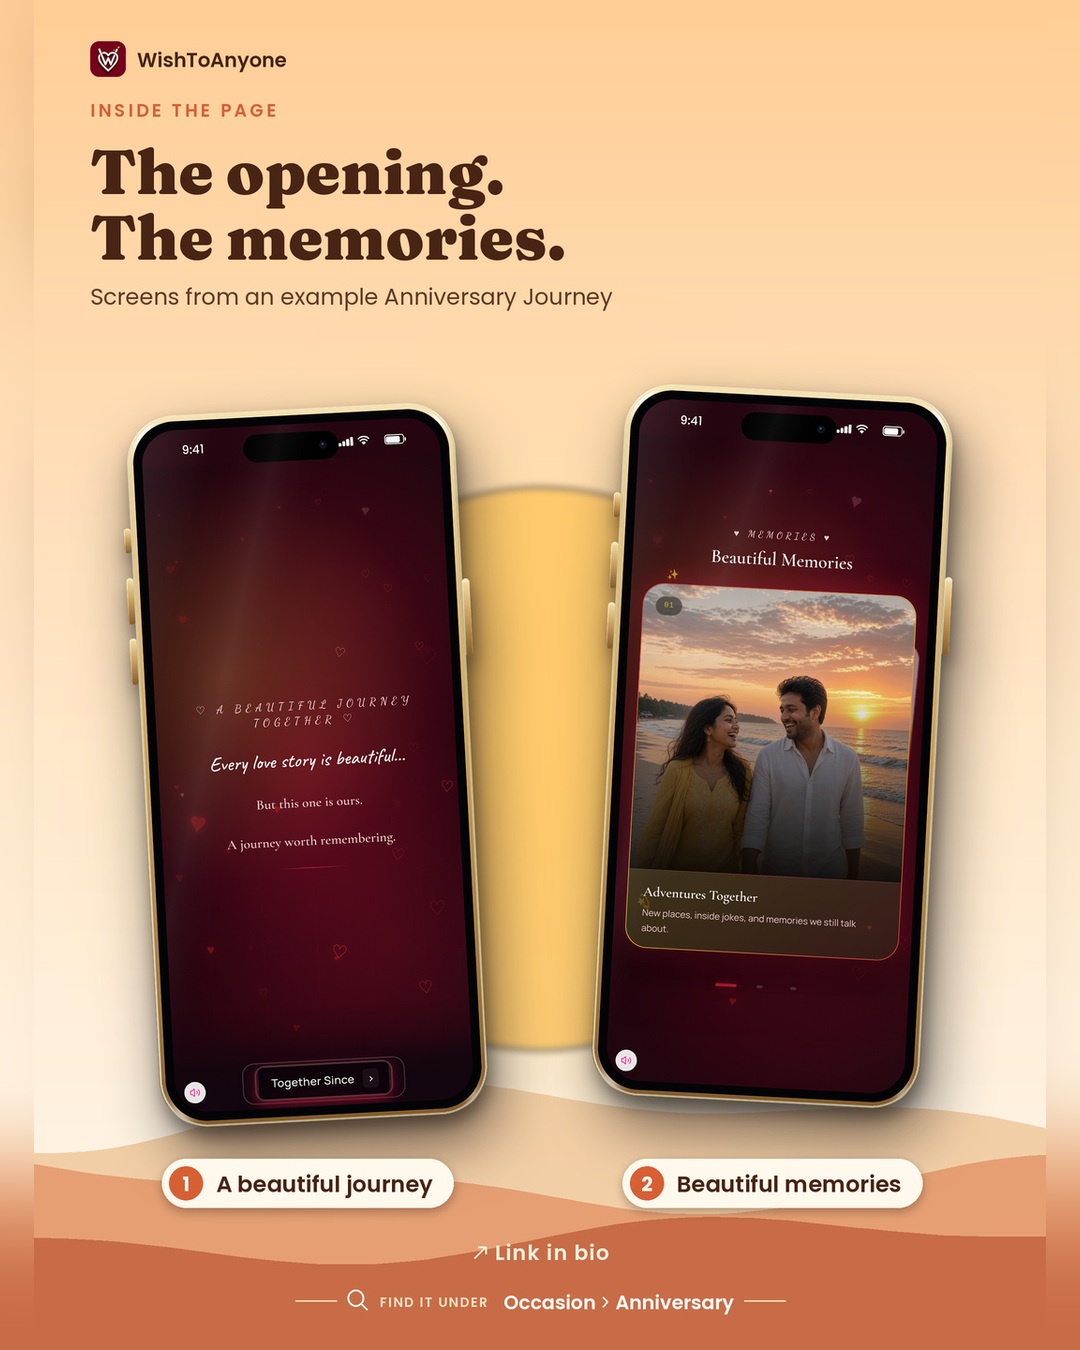 WishToAnyone
INSIDE THE PAGE
The opening.
The memories.
Screens from an example Anniversary Journey
9:41
♡ A BEAUTIFUL JOURNEY
TOGETHER ♡
Every love story is beautiful...
But this one is ours.
A journey worth remembering.
Together Since ›
9:41
♥ MEMORIES ♥
Beautiful Memories
01
Adventures Together
New places, inside jokes, and memories we still talk
about.
1 A beautiful journey
2 Beautiful memories
↗ Link in bio
FIND IT UNDER Occasion › Anniversary